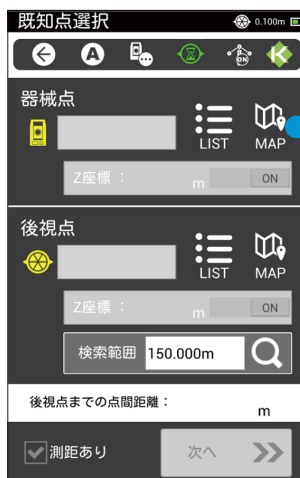 既知点選択 0.100m
A ON K
器械点
LIST MAP
Z座標 : m ON
後視点
LIST MAP
Z座標 : m ON
検索範囲 150.000m
後視点までの点間距離 :
m
測距あり 次へ